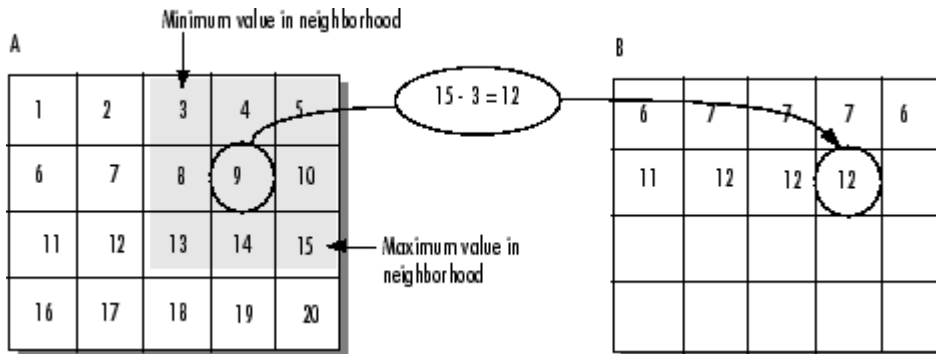 Minimum value in neighborhood
A
B
15 - 3 = 12
1 2 3 4 5
6 7 7 7 6
6 7 8 9 10
11 12 12 12
11 12 13 14 15
Maximum value in
neighborhood
16 17 18 19 20